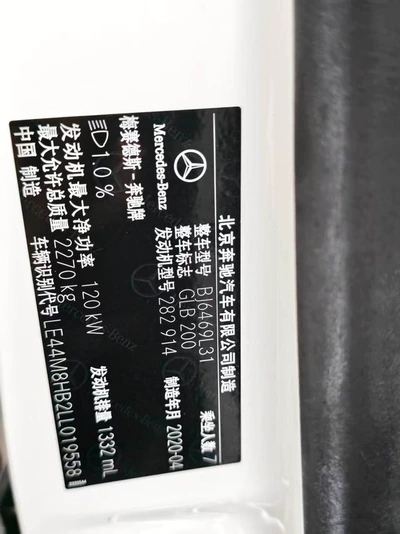 北京奔驰汽车有限公司制造
Mercedes-Benz
梅赛德斯-奔驰牌
整车型号 BJ6469L31 乘坐人数 7
整车标志 GLB 200
发动机型号 282 914 制造年月 2020-04
1.0 %
发动机最大净功率 120 kW 发动机排量 1332 mL
最大允许总质量 2270 kg
中国 制造 车辆识别代号 LE44M8HB2LL019558